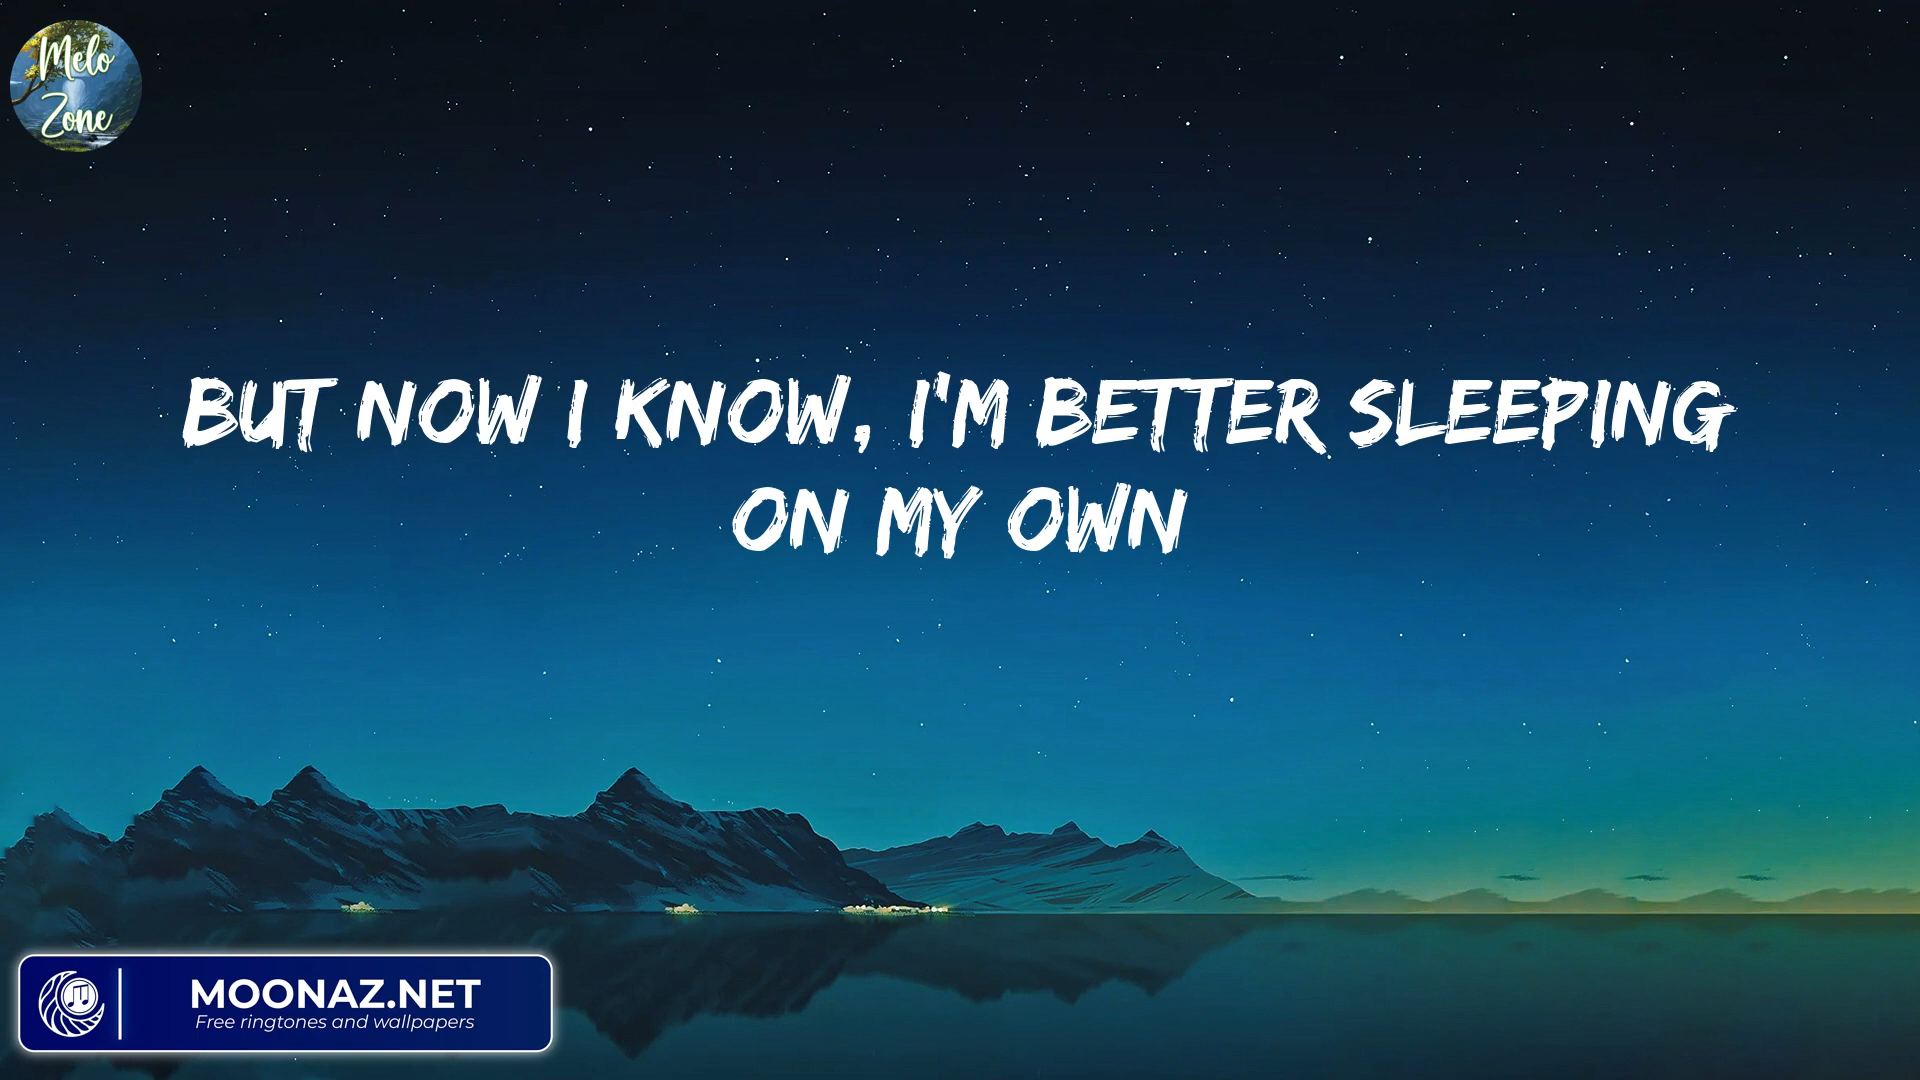 Melo
Zone
BUT NOW I KNOW, I'M BETTER SLEEPING
ON MY OWN
MOONAZ.NET
Free ringtones and wallpapers